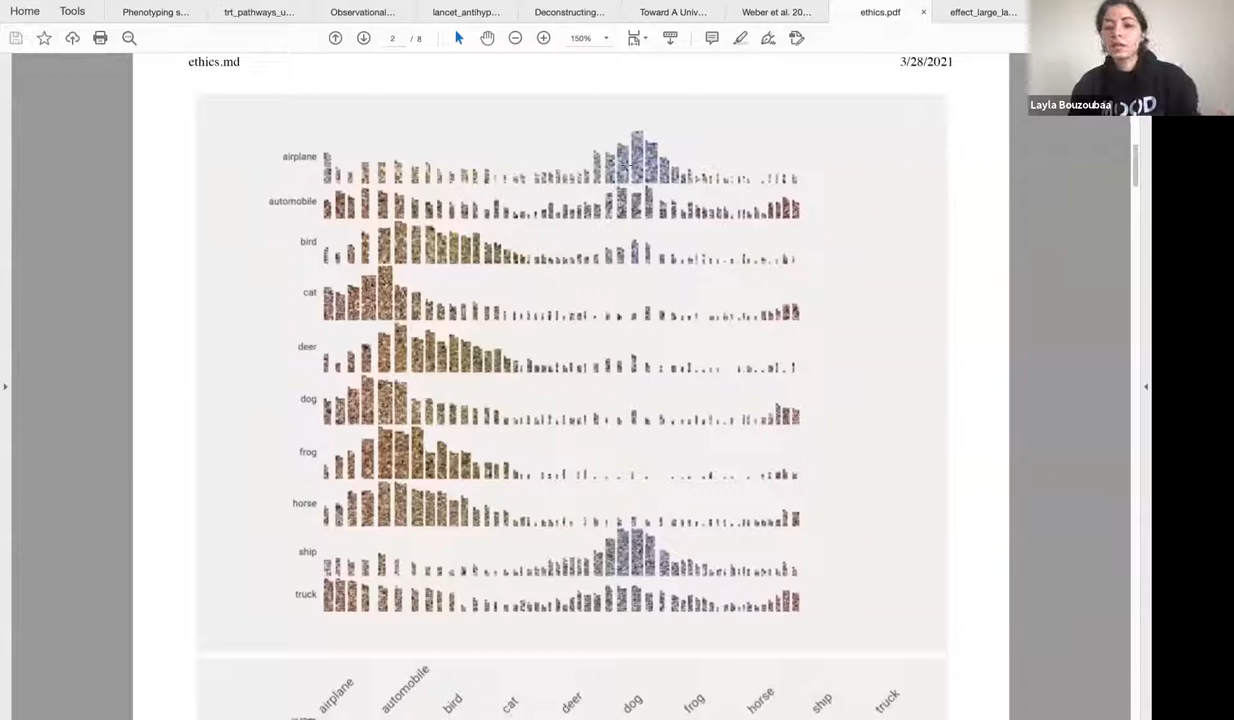 Home Tools Phenotyping s... trt_pathways_u... Observational... lancet_antihyp... Deconstructing... Toward A Univ... Weber et al. 20... ethics.pdf × effect_large_la...
2 / 8 150%
ethics.md 3/28/2021
Layla Bouzoubaa
airplane
automobile
bird
cat
deer
dog
frog
horse
ship
truck
airplane automobile bird cat deer dog frog horse ship truck